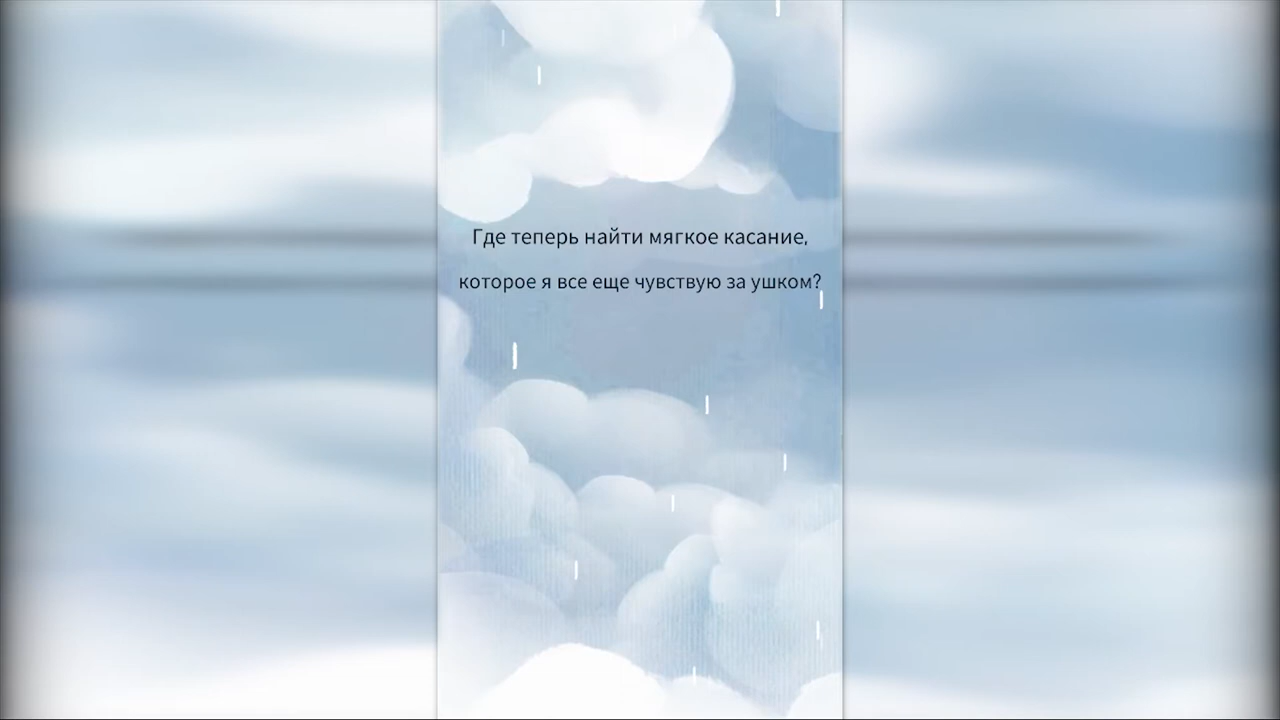 Где теперь найти мягкое касание,
которое я все еще чувствую за ушком?